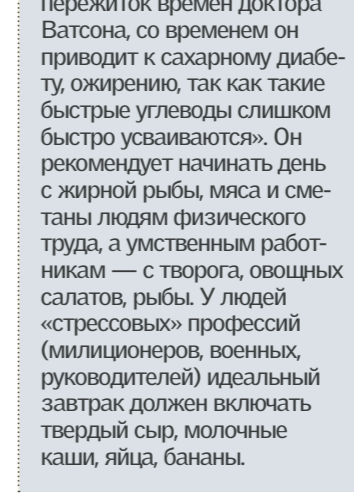 пережиток времен доктора
Ватсона, со временем он
приводит к сахарному диабе-
ту, ожирению, так как такие
быстрые углеводы слишком
быстро усваиваются». Он
рекомендует начинать день
с жирной рыбы, мяса и сме-
таны людям физического
труда, а умственным работ-
никам — с творога, овощных
салатов, рыбы. У людей
«стрессовых» профессий
(милиционеров, военных,
руководителей) идеальный
завтрак должен включать
твердый сыр, молочные
каши, яйца, бананы.